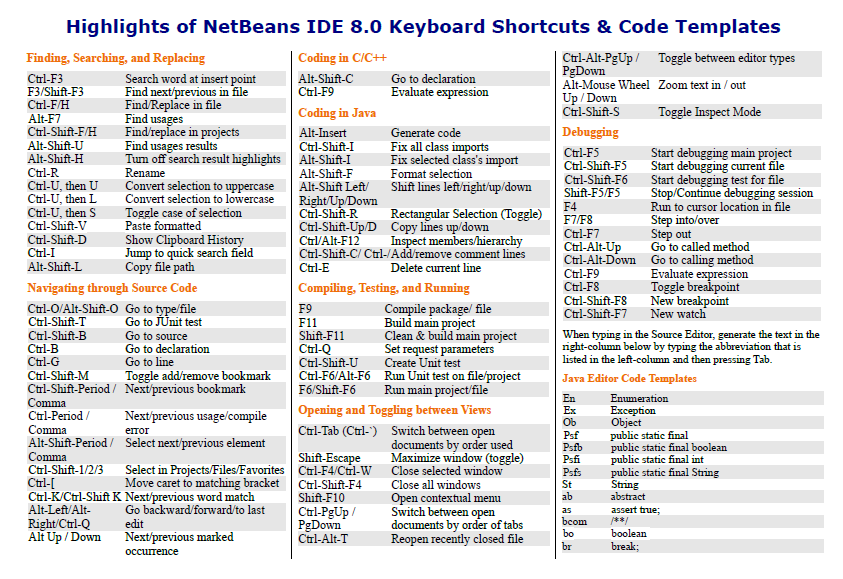 Highlights of NetBeans IDE 8.0 Keyboard Shortcuts & Code Templates
Finding, Searching, and Replacing
Ctrl-F3 Search word at insert point
F3/Shift-F3 Find next/previous in file
Ctrl-F/H Find/Replace in file
Alt-F7 Find usages
Ctrl-Shift-F/H Find/replace in projects
Alt-Shift-U Find usages results
Alt-Shift-H Turn off search result highlights
Ctrl-R Rename
Ctrl-U, then U Convert selection to uppercase
Ctrl-U, then L Convert selection to lowercase
Ctrl-U, then S Toggle case of selection
Ctrl-Shift-V Paste formatted
Ctrl-Shift-D Show Clipboard History
Ctrl-I Jump to quick search field
Alt-Shift-L Copy file path
Navigating through Source Code
Ctrl-O/Alt-Shift-O Go to type/file
Ctrl-Shift-T Go to JUnit test
Ctrl-Shift-B Go to source
Ctrl-B Go to declaration
Ctrl-G Go to line
Ctrl-Shift-M Toggle add/remove bookmark
Ctrl-Shift-Period / Next/previous bookmark
Comma
Ctrl-Period / Next/previous usage/compile
Comma error
Alt-Shift-Period / Select next/previous element
Comma
Ctrl-Shift-1/2/3 Select in Projects/Files/Favorites
Ctrl-[ Move caret to matching bracket
Ctrl-K/Ctrl-Shift K Next/previous word match
Alt-Left/Alt- Go backward/forward/to last
Right/Ctrl-Q edit
Alt Up / Down Next/previous marked
occurrence
Coding in C/C++
Alt-Shift-C Go to declaration
Ctrl-F9 Evaluate expression
Coding in Java
Alt-Insert Generate code
Ctrl-Shift-I Fix all class imports
Alt-Shift-I Fix selected class's import
Alt-Shift-F Format selection
Alt-Shift Left/ Shift lines left/right/up/down
Right/Up/Down
Ctrl-Shift-R Rectangular Selection (Toggle)
Ctrl-Shift-Up/D Copy lines up/down
Ctrl/Alt-F12 Inspect members/hierarchy
Ctrl-Shift-C/ Ctrl-/ Add/remove comment lines
Ctrl-E Delete current line
Compiling, Testing, and Running
F9 Compile package/ file
F11 Build main project
Shift-F11 Clean & build main project
Ctrl-Q Set request parameters
Ctrl-Shift-U Create Unit test
Ctrl-F6/Alt-F6 Run Unit test on file/project
F6/Shift-F6 Run main project/file
Opening and Toggling between Views
Ctrl-Tab (Ctrl-`) Switch between open
documents by order used
Shift-Escape Maximize window (toggle)
Ctrl-F4/Ctrl-W Close selected window
Ctrl-Shift-F4 Close all windows
Shift-F10 Open contextual menu
Ctrl-PgUp / Switch between open
PgDown documents by order of tabs
Ctrl-Alt-T Reopen recently closed file
Ctrl-Alt-PgUp / Toggle between editor types
PgDown
Alt-Mouse Wheel Zoom text in / out
Up / Down
Ctrl-Shift-S Toggle Inspect Mode
Debugging
Ctrl-F5 Start debugging main project
Ctrl-Shift-F5 Start debugging current file
Ctrl-Shift-F6 Start debugging test for file
Shift-F5/F5 Stop/Continue debugging session
F4 Run to cursor location in file
F7/F8 Step into/over
Ctrl-F7 Step out
Ctrl-Alt-Up Go to called method
Ctrl-Alt-Down Go to calling method
Ctrl-F9 Evaluate expression
Ctrl-F8 Toggle breakpoint
Ctrl-Shift-F8 New breakpoint
Ctrl-Shift-F7 New watch
When typing in the Source Editor, generate the text in the
right-column below by typing the abbreviation that is
listed in the left-column and then pressing Tab.
Java Editor Code Templates
En Enumeration
Ex Exception
Ob Object
Psf public static final
Psfb public static final boolean
Psfi public static final int
Psfs public static final String
St String
ab abstract
as assert true;
bcom /**/
bo boolean
br break;